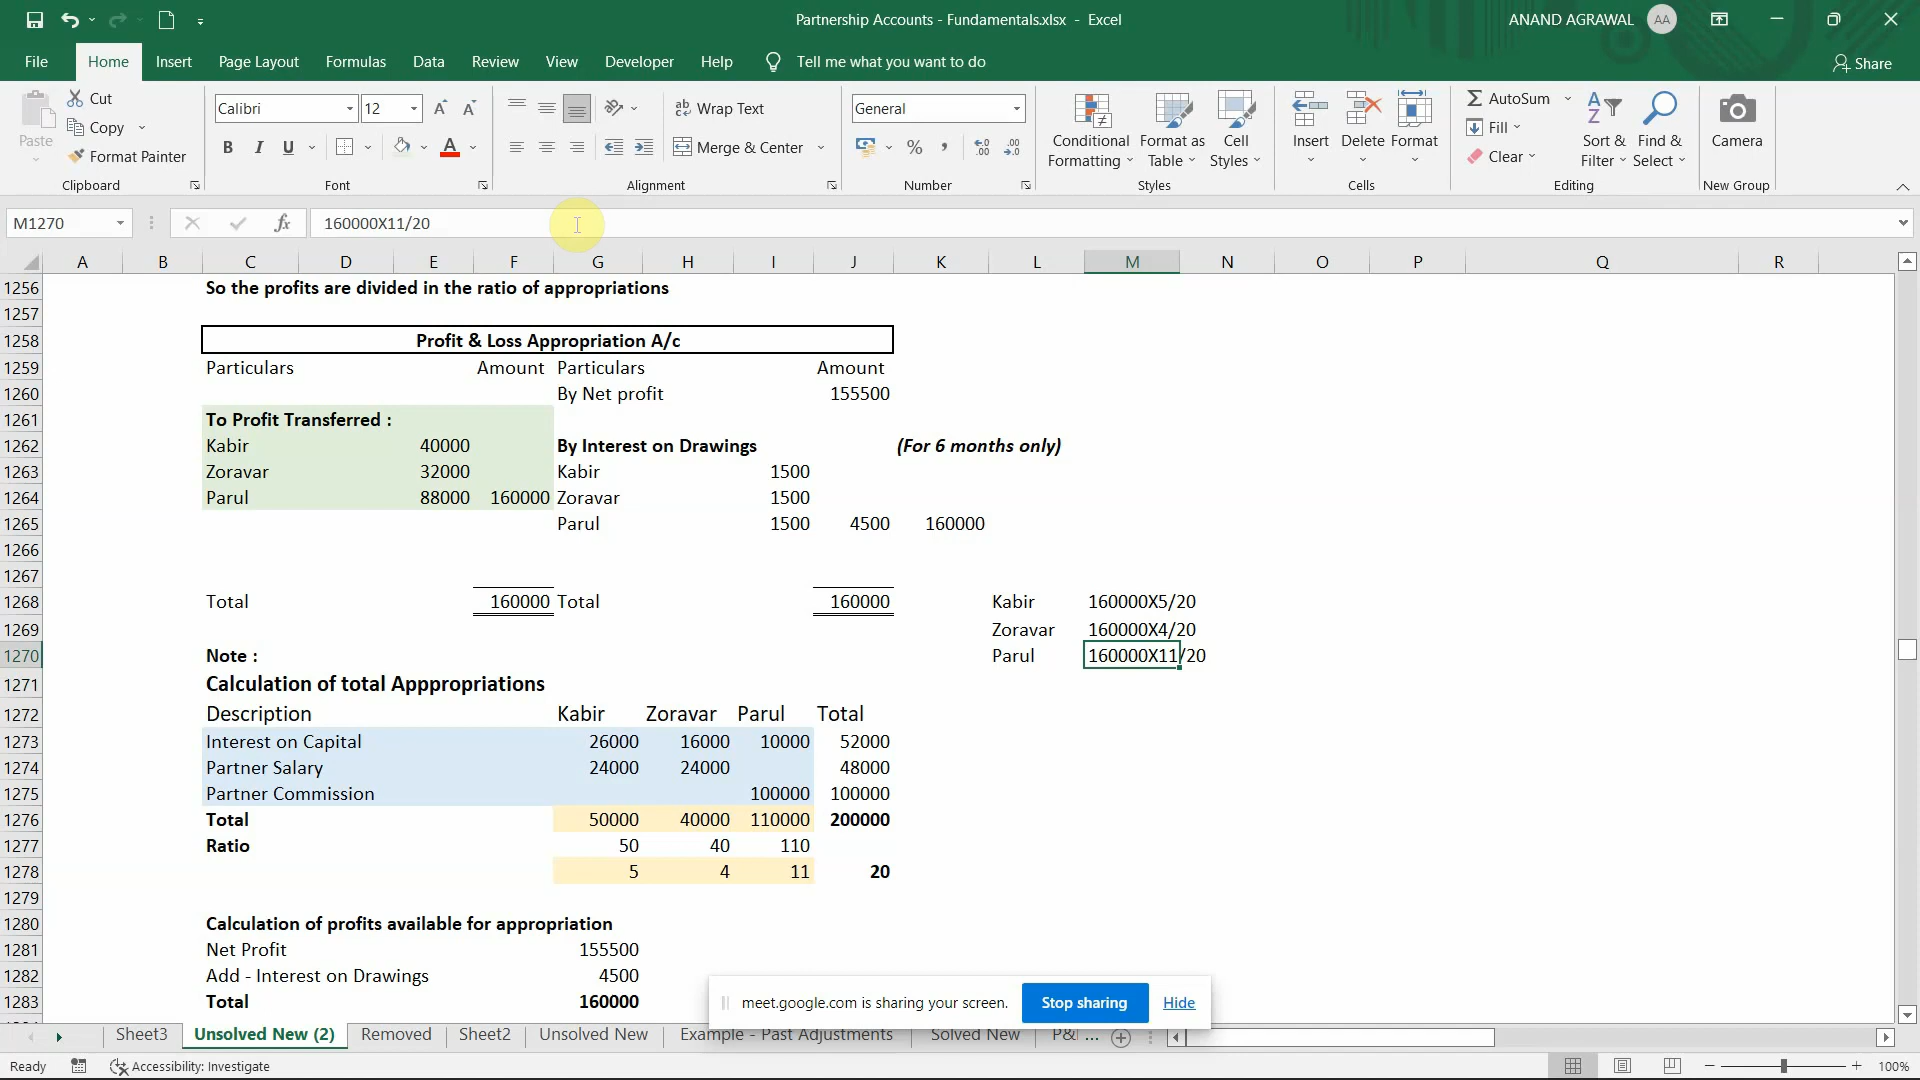 Partnership Accounts - Fundamentals.xlsx - Excel
ANAND AGRAWAL AA
File Home Insert Page Layout Formulas Data Review View Developer Help Tell me what you want to do Share
Paste Cut Copy Format Painter Clipboard
Calibri 12 B I U A Font
Wrap Text Merge & Center Alignment
General % , Number
Conditional Formatting Format as Table Cell Styles Styles
Insert Delete Format Cells
AutoSum Fill Clear Sort & Filter Find & Select Editing
Camera New Group
M1270 fx 160000X11/20
A B C D E F G H I J K L M N O P Q R
1256 So the profits are divided in the ratio of appropriations
1257
1258 Profit & Loss Appropriation A/c
1259 Particulars Amount Particulars Amount
1260 By Net profit 155500
1261 To Profit Transferred :
1262 Kabir 40000 By Interest on Drawings (For 6 months only)
1263 Zoravar 32000 Kabir 1500
1264 Parul 88000 160000 Zoravar 1500
1265 Parul 1500 4500 160000
1266
1267
1268 Total 160000 Total 160000 Kabir 160000X5/20
1269 Zoravar 160000X4/20
1270 Note : Parul 160000X11/20
1271 Calculation of total Apppropriations
1272 Description Kabir Zoravar Parul Total
1273 Interest on Capital 26000 16000 10000 52000
1274 Partner Salary 24000 24000 48000
1275 Partner Commission 100000 100000
1276 Total 50000 40000 110000 200000
1277 Ratio 50 40 110
1278 5 4 11 20
1279
1280 Calculation of profits available for appropriation
1281 Net Profit 155500
1282 Add - Interest on Drawings 4500
1283 Total 160000
meet.google.com is sharing your screen. Stop sharing Hide
Sheet3 Unsolved New (2) Removed Sheet2 Unsolved New Example - Past Adjustments Solved New P& ...
Ready Accessibility: Investigate 100%